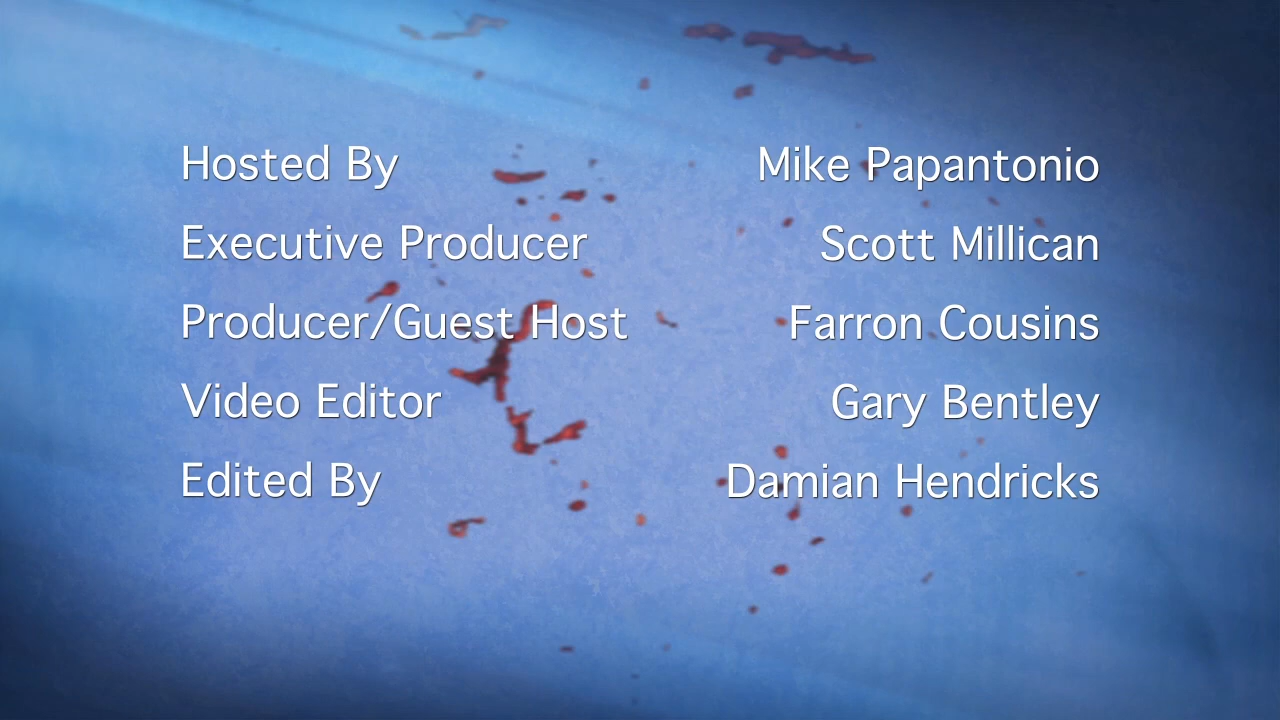 Hosted By Mike Papantonio
Executive Producer Scott Millican
Producer/Guest Host Farron Cousins
Video Editor Gary Bentley
Edited By Damian Hendricks